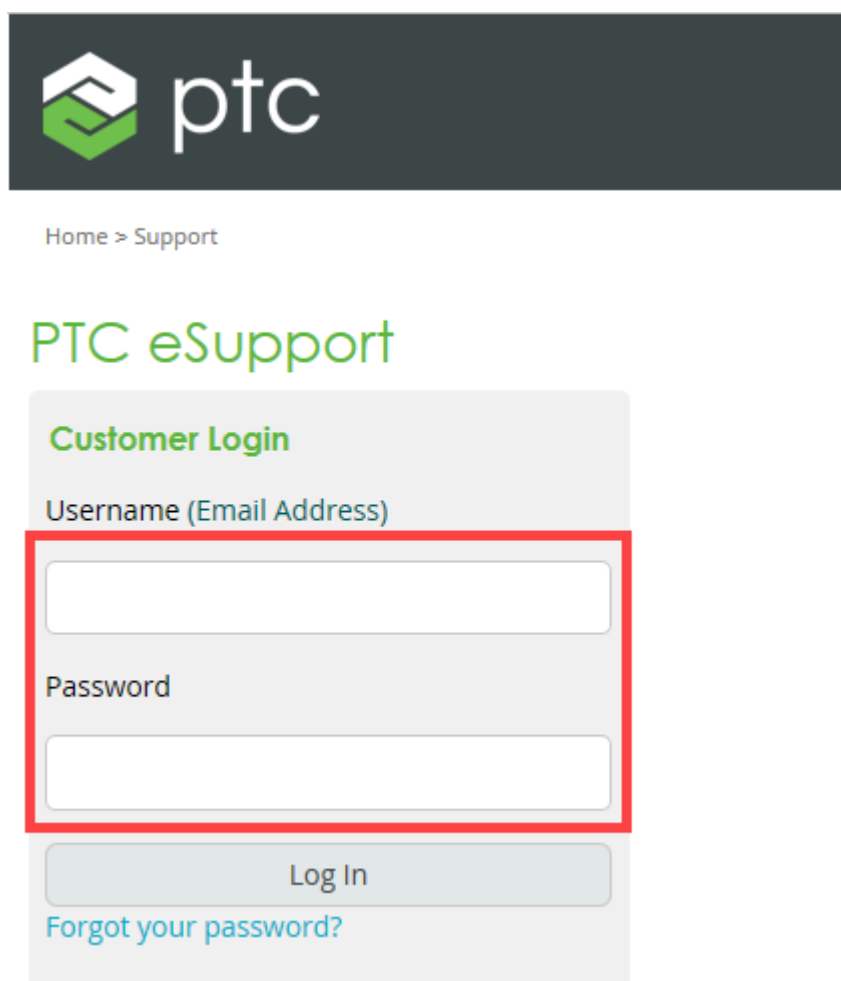 ptc
Home > Support
PTC eSupport
Customer Login
Username (Email Address)
Password
Log In
Forgot your password?